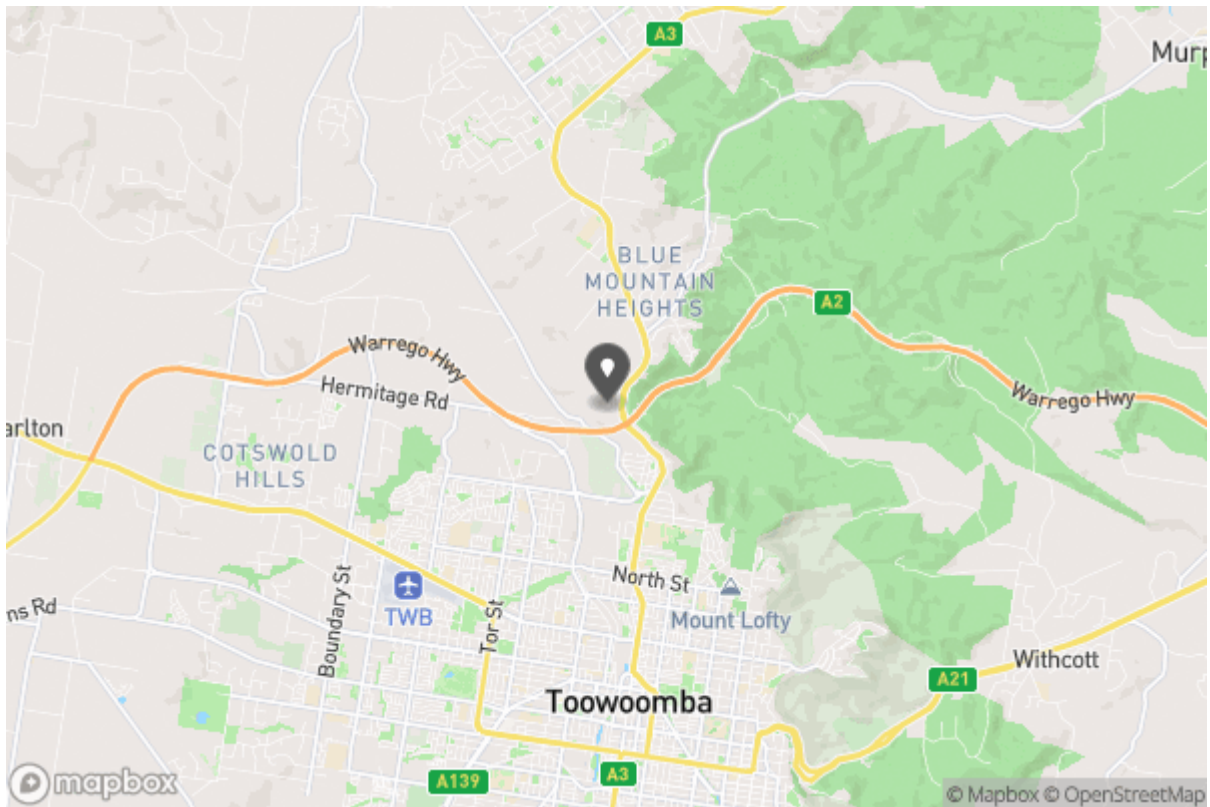 A3
Murp
BLUE
MOUNTAIN
HEIGHTS
A2
Warrego Hwy
Hermitage Rd
Warrego Hwy
arlton
COTSWOLD
HILLS
North St
TWB
Boundary St
Tor St
Mount Lofty
ns Rd
Withcott
A21
Toowoomba
A139
A3
mapbox
© Mapbox © OpenStreetMap